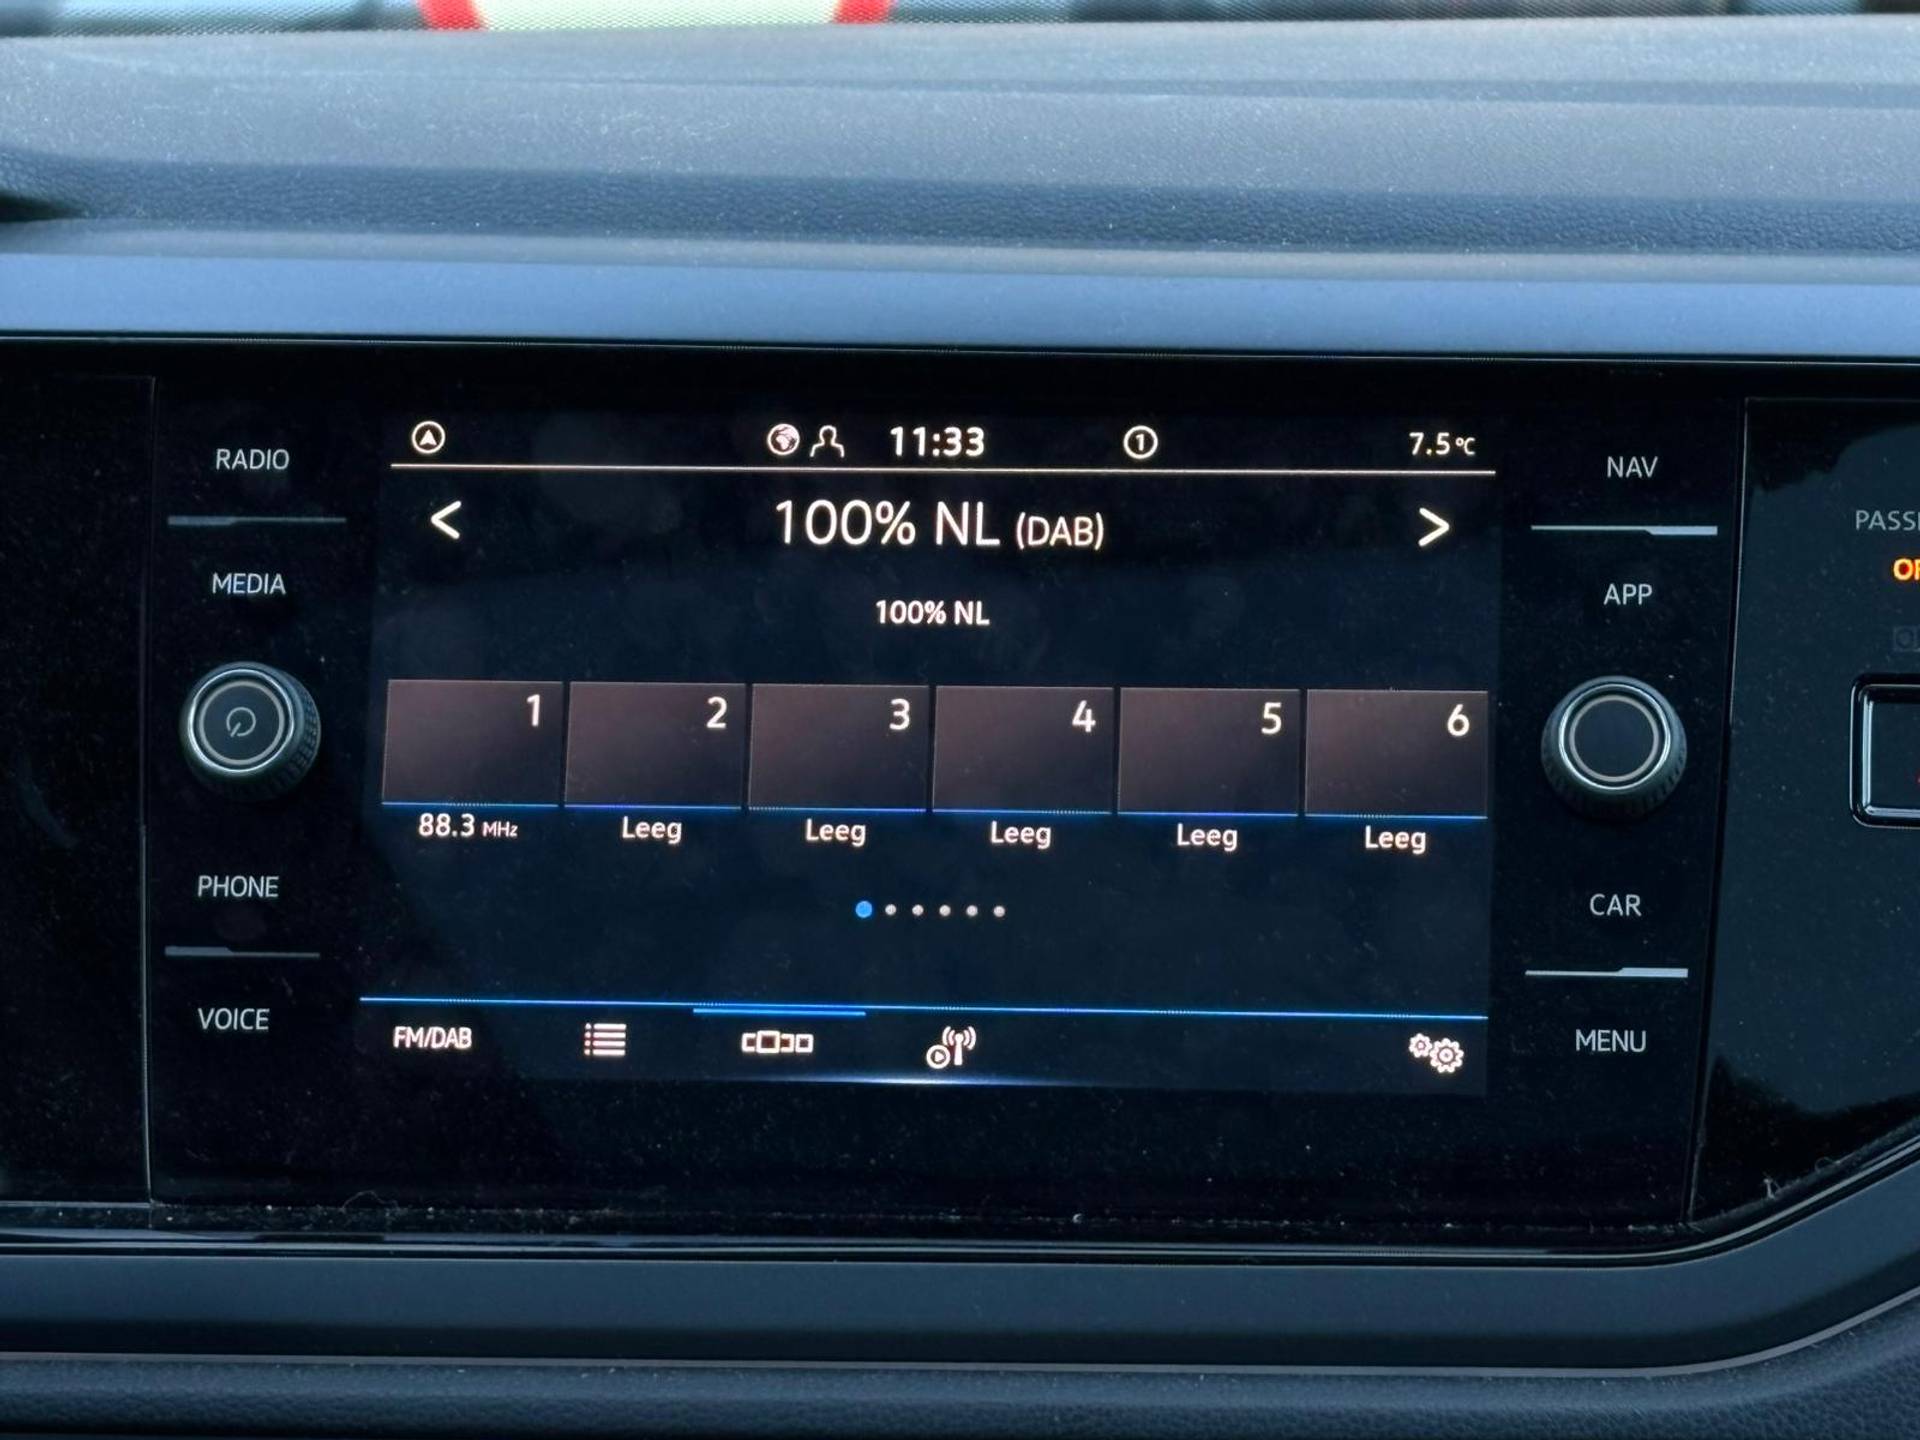 RADIO
MEDIA
PHONE
VOICE
11:33
1
7.5 °C
< 100% NL (DAB) >
100% NL
1 2 3 4 5 6
88.3 MHz Leeg Leeg Leeg Leeg Leeg
FM/DAB
NAV
APP
CAR
MENU